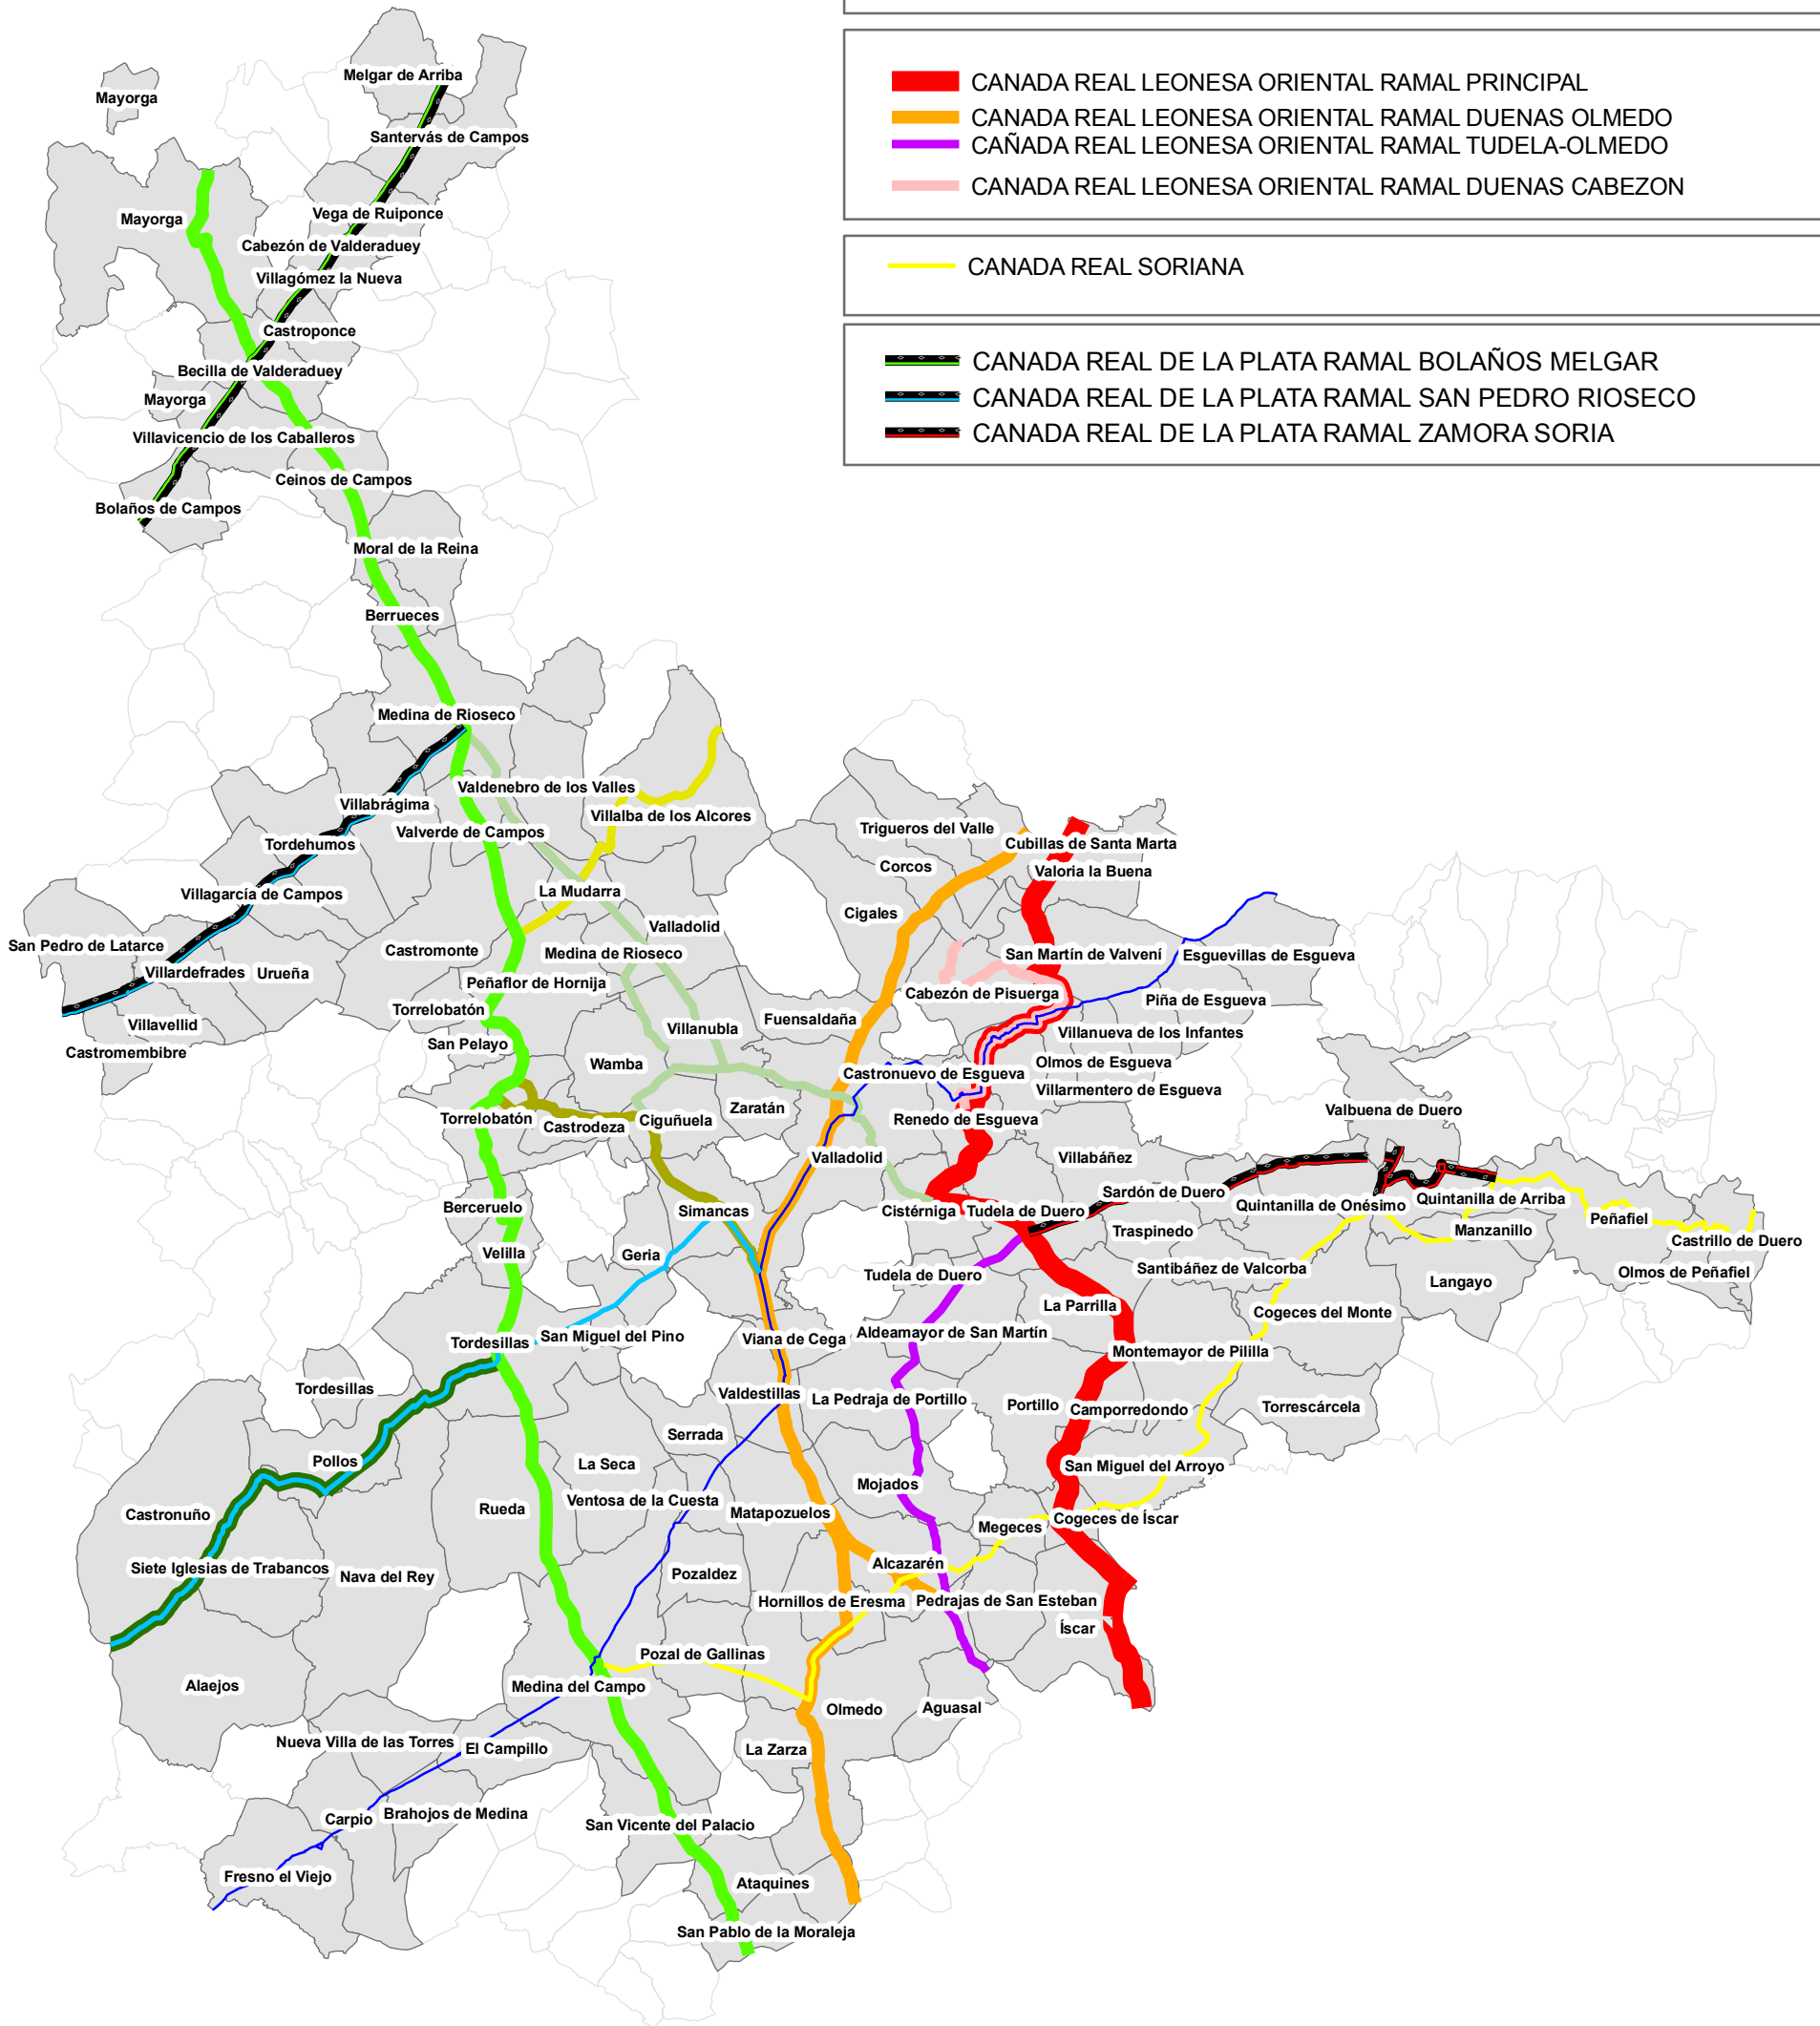 CANADA REAL LEONESA ORIENTAL RAMAL PRINCIPAL
CANADA REAL LEONESA ORIENTAL RAMAL DUENAS OLMEDO
CAÑADA REAL LEONESA ORIENTAL RAMAL TUDELA-OLMEDO
CANADA REAL LEONESA ORIENTAL RAMAL DUENAS CABEZON
CANADA REAL SORIANA
CANADA REAL DE LA PLATA RAMAL BOLAÑOS MELGAR
CANADA REAL DE LA PLATA RAMAL SAN PEDRO RIOSECO
CANADA REAL DE LA PLATA RAMAL ZAMORA SORIA
Melgar de Arriba
Mayorga
Santervás de Campos
Vega de Ruiponce
Mayorga
Cabezón de Valderaduey
Villagómez la Nueva
Castroponce
Becilla de Valderaduey
Mayorga
Villavicencio de los Caballeros
Ceinos de Campos
Bolaños de Campos
Moral de la Reina
Berrueces
Medina de Rioseco
Valdenebro de los Valles
Villabrágima
Villalba de los Alcores
Valverde de Campos
Trigueros del Valle
Tordehumos
Cubillas de Santa Marta
Corcos
Valoria la Buena
La Mudarra
Villagarcía de Campos
Cigales
Valladolid
San Pedro de Latarce
Castromonte
Medina de Rioseco
San Martín de Valvení
Esguevillas de Esgueva
Villardefrades
Urueña
Peñaflor de Hornija
Cabezón de Pisuerga
Piña de Esgueva
Torrelobatón
Fuensaldaña
Villavellid
Villanubla
Villanueva de los Infantes
San Pelayo
Castromembibre
Wamba
Olmos de Esgueva
Castronuevo de Esgueva
Villarmentero de Esgueva
Zaratán
Valbuena de Duero
Torrelobatón
Castrodeza
Ciguñuela
Renedo de Esgueva
Valladolid
Villabáñez
Sardón de Duero
Quintanilla de Arriba
Berceruelo
Simancas
Cistérniga
Tudela de Duero
Quintanilla de Onésimo
Peñafiel
Traspinedo
Manzanillo
Castrillo de Duero
Velilla
Geria
Santibáñez de Valcorba
Olmos de Peñafiel
Tudela de Duero
Langayo
La Parrilla
Cogeces del Monte
Tordesillas
San Miguel del Pino
Viana de Cega
Aldeamayor de San Martín
Montemayor de Pililla
Tordesillas
Valdestillas
La Pedraja de Portillo
Portillo
Camporredondo
Torrescárcela
Serrada
Pollos
La Seca
San Miguel del Arroyo
Mojados
Castronuño
Rueda
Ventosa de la Cuesta
Matapozuelos
Megeces
Cogeces de Íscar
Siete Iglesias de Trabancos
Nava del Rey
Pozaldez
Alcazarén
Hornillos de Eresma
Pedrajas de San Esteban
Íscar
Pozal de Gallinas
Alaejos
Medina del Campo
Olmedo
Aguasal
Nueva Villa de las Torres
El Campillo
La Zarza
Carpio
Brahojos de Medina
San Vicente del Palacio
Fresno el Viejo
Ataquines
San Pablo de la Moraleja